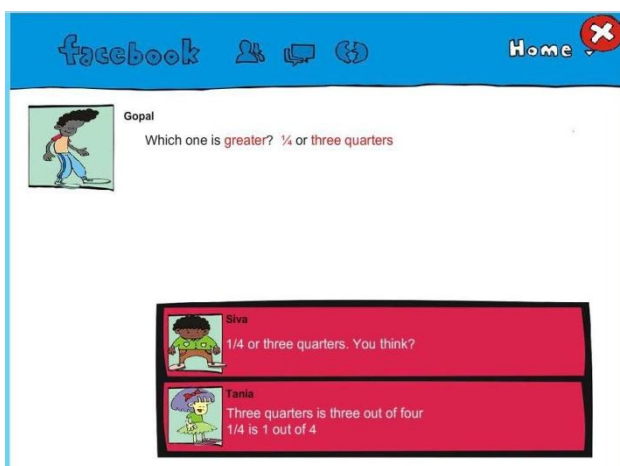 facebook
Home
Gopal
Which one is greater? ¼ or three quarters
Siva
1/4 or three quarters. You think?
Tania
Three quarters is three out of four
1/4 is 1 out of 4